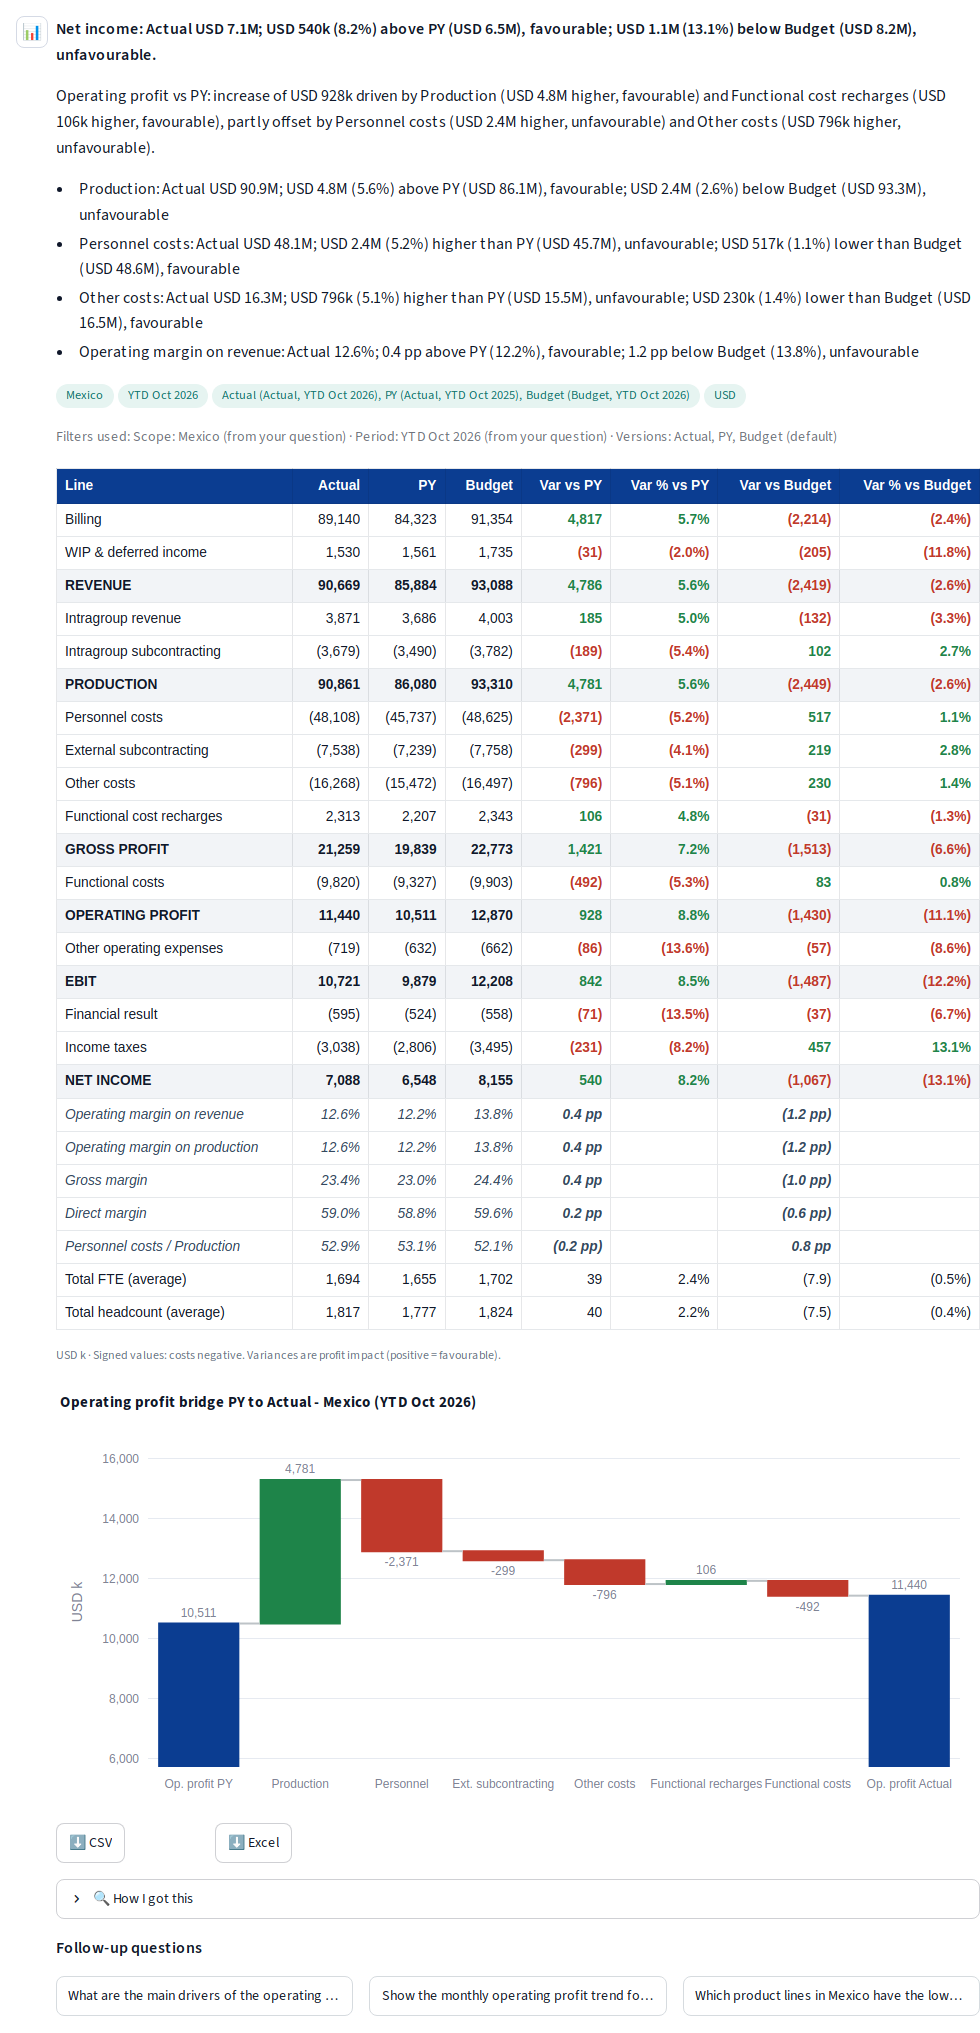 Net income: Actual USD 7.1M; USD 540k (8.2%) above PY (USD 6.5M), favourable; USD 1.1M (13.1%) below Budget (USD 8.2M),
unfavourable.
Operating profit vs PY: increase of USD 928k driven by Production (USD 4.8M higher, favourable) and Functional cost recharges (USD
106k higher, favourable), partly offset by Personnel costs (USD 2.4M higher, unfavourable) and Other costs (USD 796k higher,
unfavourable).
• Production: Actual USD 90.9M; USD 4.8M (5.6%) above PY (USD 86.1M), favourable; USD 2.4M (2.6%) below Budget (USD 93.3M),
unfavourable
• Personnel costs: Actual USD 48.1M; USD 2.4M (5.2%) higher than PY (USD 45.7M), unfavourable; USD 517k (1.1%) lower than Budget
(USD 48.6M), favourable
• Other costs: Actual USD 16.3M; USD 796k (5.1%) higher than PY (USD 15.5M), unfavourable; USD 230k (1.4%) lower than Budget (USD
16.5M), favourable
• Operating margin on revenue: Actual 12.6%; 0.4 pp above PY (12.2%), favourable; 1.2 pp below Budget (13.8%), unfavourable
Mexico YTD Oct 2026 Actual (Actual, YTD Oct 2026), PY (Actual, YTD Oct 2025), Budget (Budget, YTD Oct 2026) USD
Filters used: Scope: Mexico (from your question) · Period: YTD Oct 2026 (from your question) · Versions: Actual, PY, Budget (default)
Line Actual PY Budget Var vs PY Var % vs PY Var vs Budget Var % vs Budget
Billing 89,140 84,323 91,354 4,817 5.7% (2,214) (2.4%)
WIP & deferred income 1,530 1,561 1,735 (31) (2.0%) (205) (11.8%)
REVENUE 90,669 85,884 93,088 4,786 5.6% (2,419) (2.6%)
Intragroup revenue 3,871 3,686 4,003 185 5.0% (132) (3.3%)
Intragroup subcontracting (3,679) (3,490) (3,782) (189) (5.4%) 102 2.7%
PRODUCTION 90,861 86,080 93,310 4,781 5.6% (2,449) (2.6%)
Personnel costs (48,108) (45,737) (48,625) (2,371) (5.2%) 517 1.1%
External subcontracting (7,538) (7,239) (7,758) (299) (4.1%) 219 2.8%
Other costs (16,268) (15,472) (16,497) (796) (5.1%) 230 1.4%
Functional cost recharges 2,313 2,207 2,343 106 4.8% (31) (1.3%)
GROSS PROFIT 21,259 19,839 22,773 1,421 7.2% (1,513) (6.6%)
Functional costs (9,820) (9,327) (9,903) (492) (5.3%) 83 0.8%
OPERATING PROFIT 11,440 10,511 12,870 928 8.8% (1,430) (11.1%)
Other operating expenses (719) (632) (662) (86) (13.6%) (57) (8.6%)
EBIT 10,721 9,879 12,208 842 8.5% (1,487) (12.2%)
Financial result (595) (524) (558) (71) (13.5%) (37) (6.7%)
Income taxes (3,038) (2,806) (3,495) (231) (8.2%) 457 13.1%
NET INCOME 7,088 6,548 8,155 540 8.2% (1,067) (13.1%)
Operating margin on revenue 12.6% 12.2% 13.8% 0.4 pp (1.2 pp)
Operating margin on production 12.6% 12.2% 13.8% 0.4 pp (1.2 pp)
Gross margin 23.4% 23.0% 24.4% 0.4 pp (1.0 pp)
Direct margin 59.0% 58.8% 59.6% 0.2 pp (0.6 pp)
Personnel costs / Production 52.9% 53.1% 52.1% (0.2 pp) 0.8 pp
Total FTE (average) 1,694 1,655 1,702 39 2.4% (7.9) (0.5%)
Total headcount (average) 1,817 1,777 1,824 40 2.2% (7.5) (0.4%)
USD k · Signed values: costs negative. Variances are profit impact (positive = favourable).
Operating profit bridge PY to Actual - Mexico (YTD Oct 2026)
USD k
16,000
14,000
12,000
10,000
8,000
6,000
10,511
4,781
-2,371
-299
-796
106
-492
11,440
Op. profit PY Production Personnel Ext. subcontracting Other costs Functional recharges Functional costs Op. profit Actual
CSV Excel
How I got this
Follow-up questions
What are the main drivers of the operating … Show the monthly operating profit trend fo… Which product lines in Mexico have the low…